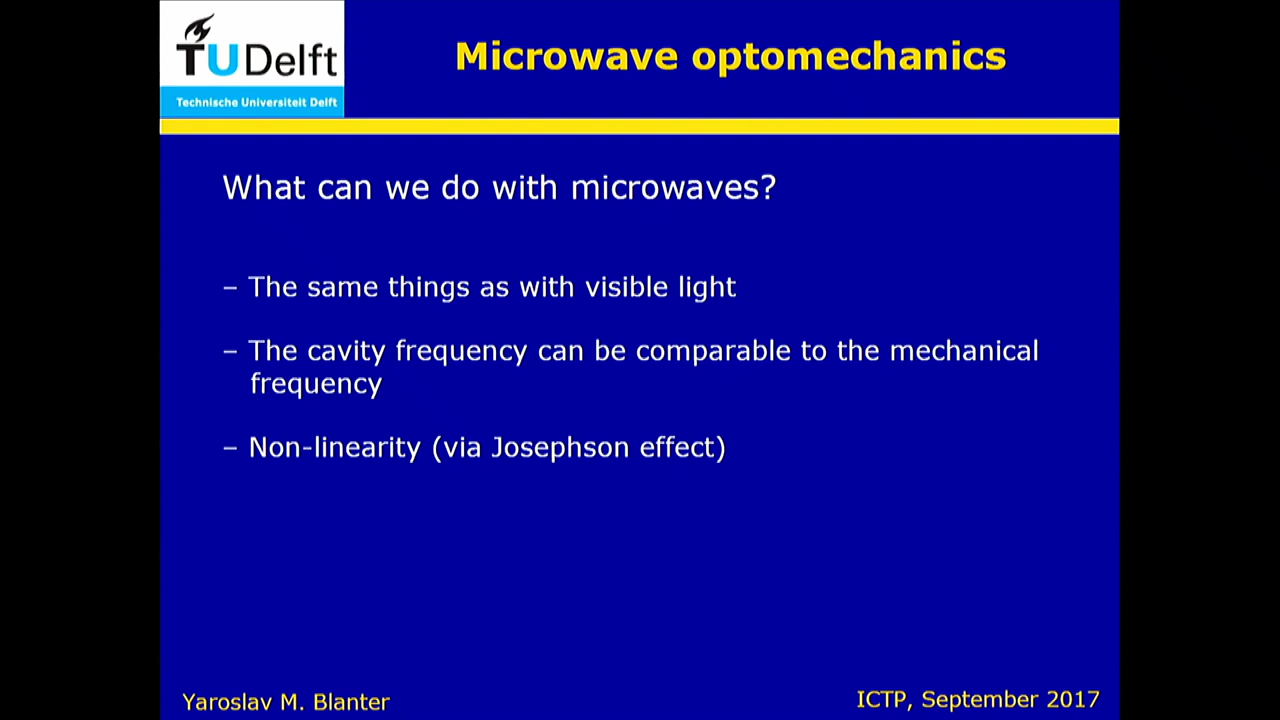 TU Delft
Technische Universiteit Delft
Microwave optomechanics
What can we do with microwaves?
– The same things as with visible light
– The cavity frequency can be comparable to the mechanical
frequency
– Non-linearity (via Josephson effect)
Yaroslav M. Blanter
ICTP, September 2017